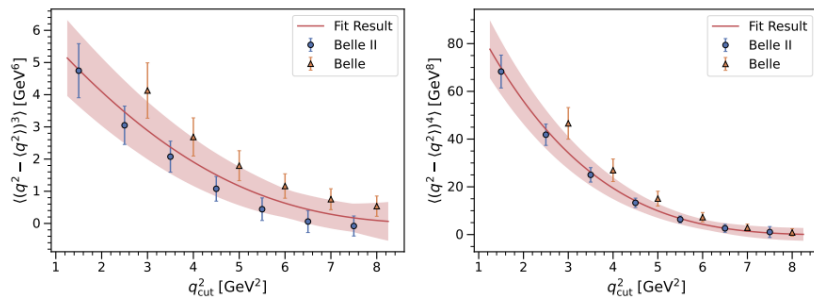 ⟨(q² − ⟨q²⟩)³⟩ [GeV⁶]
6
5
4
3
2
1
0
Fit Result
Belle II
Belle
1 2 3 4 5 6 7 8
q²cut [GeV²]
⟨(q² − ⟨q²⟩)⁴⟩ [GeV⁸]
80
60
40
20
0
Fit Result
Belle II
Belle
1 2 3 4 5 6 7 8
q²cut [GeV²]